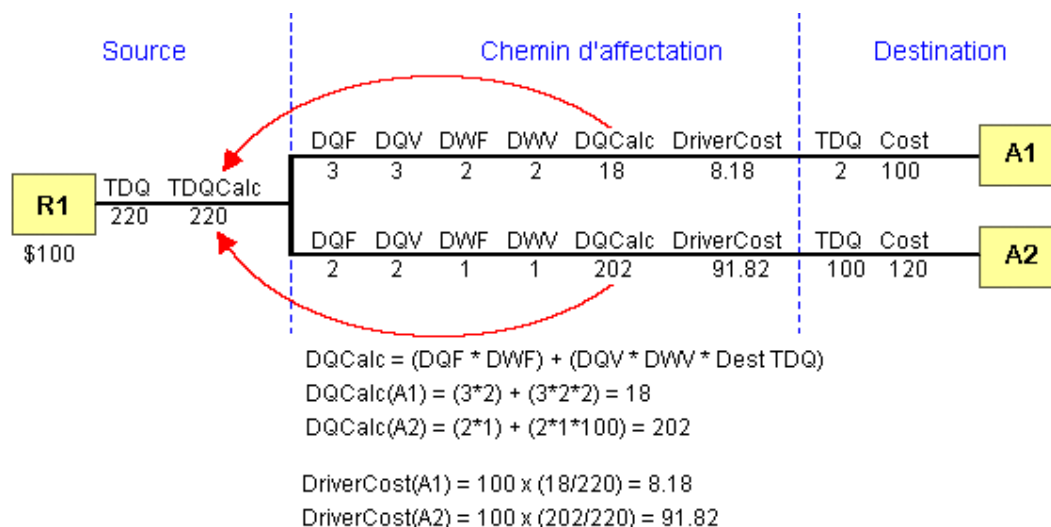 Source Chemin d'affectation Destination
DQF DQV DWF DWV DQCalc DriverCost TDQ Cost
3 3 2 2 18 8.18 2 100
A1
R1
TDQ TDQCalc
220 220
$100
DQF DQV DWF DWV DQCalc DriverCost TDQ Cost
2 2 1 1 202 91.82 100 120
A2
DQCalc = (DQF * DWF) + (DQV * DWV * Dest TDQ)
DQCalc(A1) = (3*2) + (3*2*2) = 18
DQCalc(A2) = (2*1) + (2*1*100) = 202
DriverCost(A1) = 100 x (18/220) = 8.18
DriverCost(A2) = 100 x (202/220) = 91.82